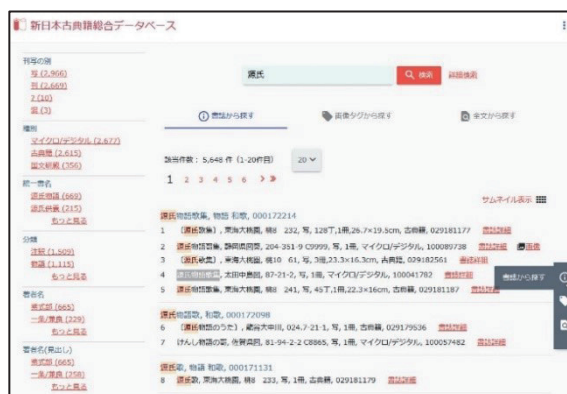 新日本古典籍総合データベース
刊写の別
写 (2,966)
刊 (2,669)
2 (10)
種別
マイクロ/デジタル (2,677)
古典籍 (2,615)
国文研蔵 (356)
統一書名
源氏物語 (660)
源氏供養 (215)
もっと見る
分類
注釈 (1,509)
物語 (1,115)
もっと見る
著者名
紫式部 (665)
一条/兼良 (229)
もっと見る
著者名(見出し)
紫式部 (665)
一条/兼良 (258)
もっと見る
源氏
検索
詳細検索
書誌から探す
画像タグから探す
全文から探す
該当件数: 5,648 件 (1-20件目)
20
1 2 3 4 5 6
サムネイル表示
源氏物語歌集, 物語 和歌, 000172214
1 〔源氏歌集〕, 東海大桃園, 桃8 232, 写, 128丁,1冊,26.7×19.5cm, 古典籍, 029181177 書誌詳細
2 源氏物語歌集, 静岡県図葵, 204-351-9 C9999, 写, 1冊, マイクロ/デジタル, 100089738 書誌詳細 画像
3 〔源氏歌集〕, 東海大桃園, 桃10 61, 写, 3冊,23.3×16.3cm, 古典籍, 029182561 書誌詳細
4 源氏物語歌集, 太田中島図, 87-21-2, 写, 1冊, マイクロ/デジタル, 100041782 書誌詳細
5 源氏歌集, 東海大桃園, 桃8 241, 写, 45丁,1冊,22.3×16cm, 古典籍, 029181187 書誌詳細
書誌から探す
源氏物語歌, 和歌, 000172098
6 〔源氏物語のうた〕, 龍谷大中川, 024.7-21-1, 写, 1冊, 古典籍, 029179536 書誌詳細
7 けんし物語の歌, 佐賀県図, 81-94-2-2 C8865, 写, 1冊, マイクロ/デジタル, 100057482 書誌詳細
源氏歌, 物語 和歌, 000171131
8 源氏歌, 東海大桃園, 桃8 233, 写, 1冊, 古典籍, 029181179 書誌詳細